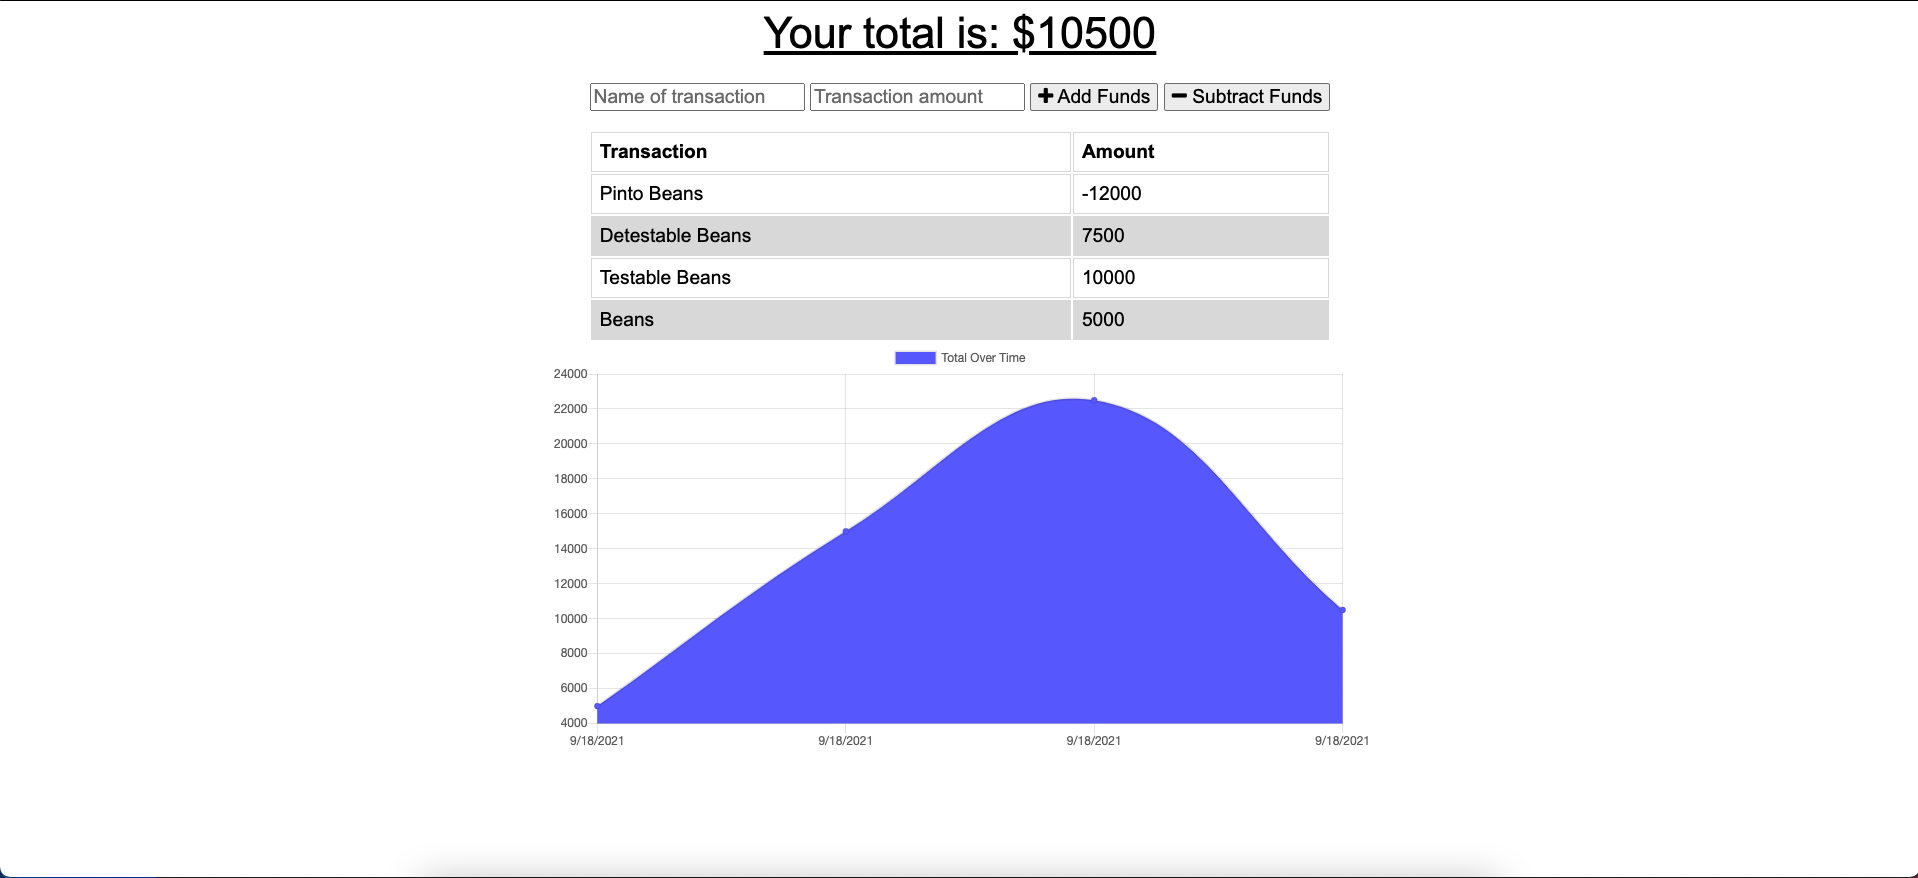 Your total is: $10500
Name of transaction Transaction amount Add Funds Subtract Funds
Transaction Amount
Pinto Beans -12000
Detestable Beans 7500
Testable Beans 10000
Beans 5000
Total Over Time
24000
22000
20000
18000
16000
14000
12000
10000
8000
6000
4000
9/18/2021 9/18/2021 9/18/2021 9/18/2021